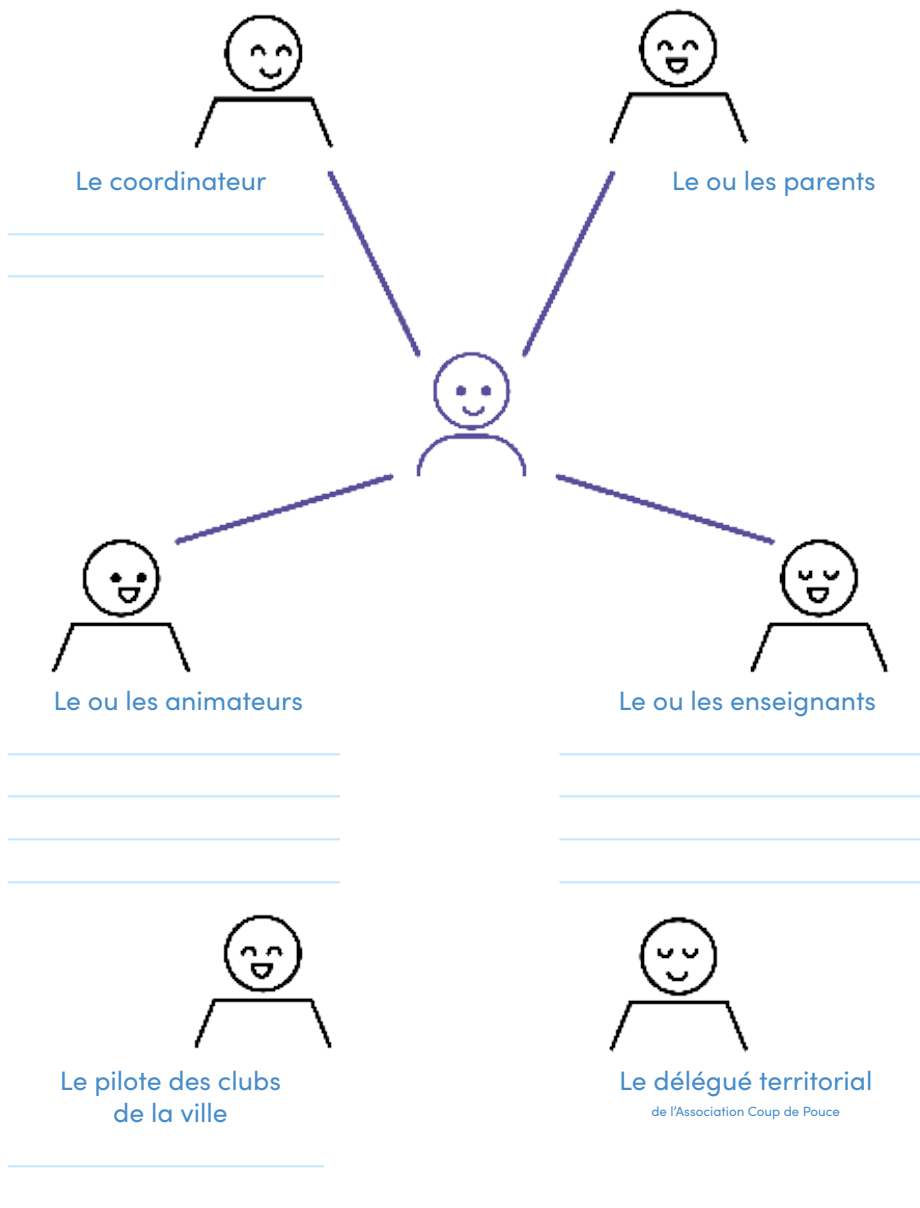 Le coordinateur
Le ou les parents
Le ou les animateurs
Le ou les enseignants
Le pilote des clubs
de la ville
Le délégué territorial
de l'Association Coup de Pouce